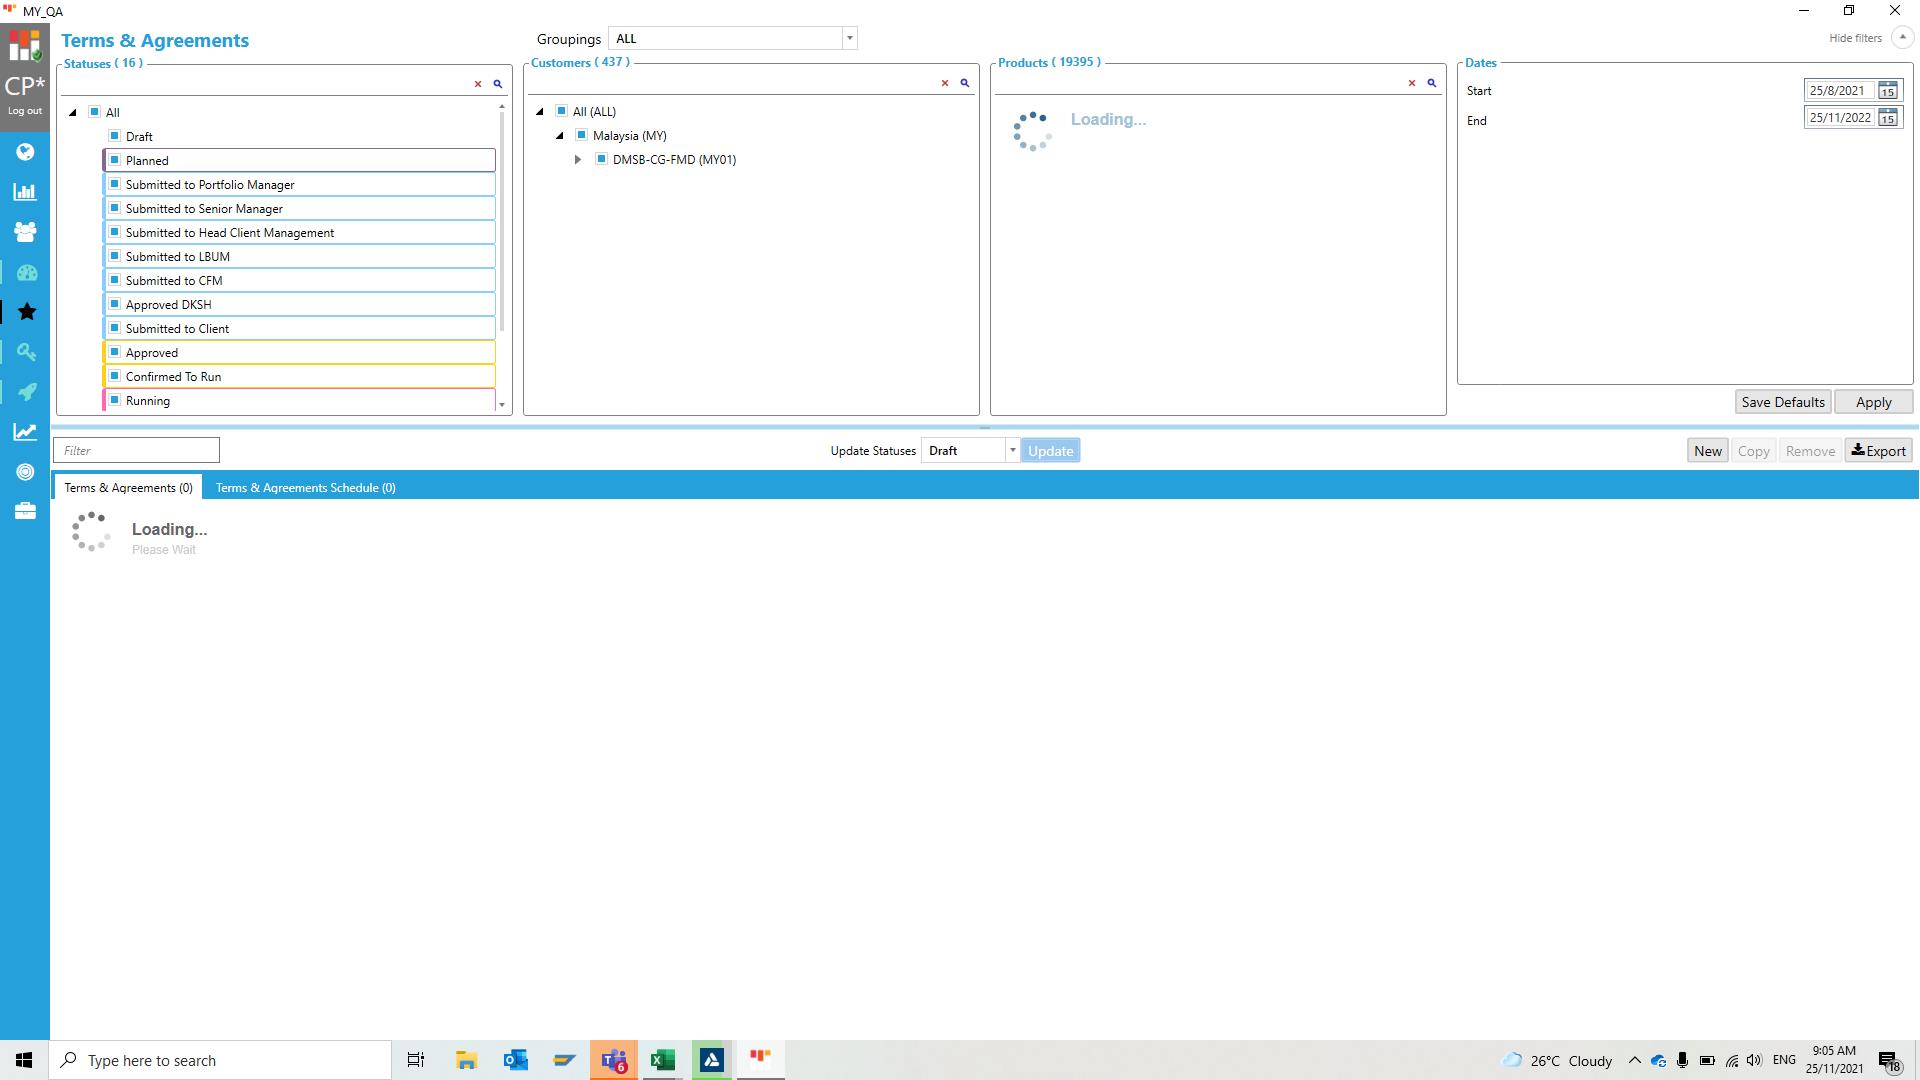 MY_QA
CP*
Log out
Terms & Agreements
Groupings ALL
Hide filters
Statuses ( 16 )
All
Draft
Planned
Submitted to Portfolio Manager
Submitted to Senior Manager
Submitted to Head Client Management
Submitted to LBUM
Submitted to CFM
Approved DKSH
Submitted to Client
Approved
Confirmed To Run
Running
Customers ( 437 )
All (ALL)
Malaysia (MY)
DMSB-CG-FMD (MY01)
Products ( 19395 )
Loading...
Dates
Start 25/8/2021 15
End 25/11/2022 15
Save Defaults Apply
Filter Update Statuses Draft Update New Copy Remove Export
Terms & Agreements (0) Terms & Agreements Schedule (0)
Loading...
Please Wait
Type here to search
6
26°C Cloudy
ENG
9:05 AM
25/11/2021
18